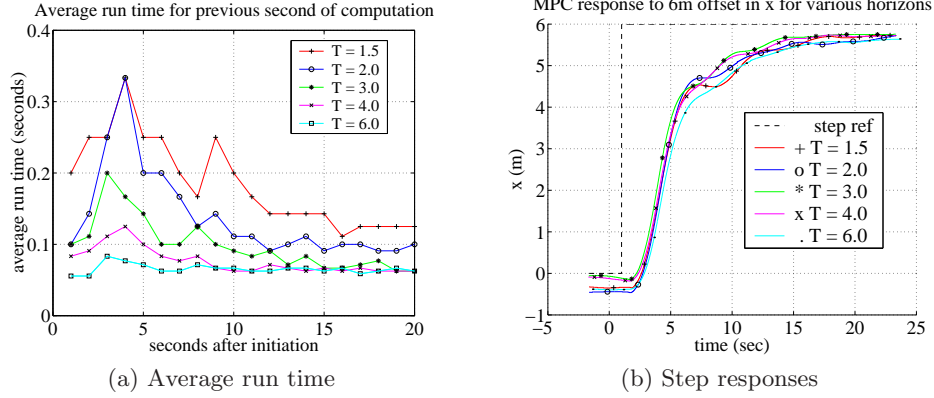 Average run time for previous second of computation
0.4
0.3
0.2
0.1
0
average run time (seconds)
T = 1.5
T = 2.0
T = 3.0
T = 4.0
T = 6.0
0
5
10
15
20
seconds after initiation
(a) Average run time
MPC response to 6m offset in x for various horizons
6
5
4
3
2
1
0
−1
x (m)
step ref
+ T = 1.5
o T = 2.0
* T = 3.0
x T = 4.0
. T = 6.0
−5
0
5
10
15
20
25
time (sec)
(b) Step responses